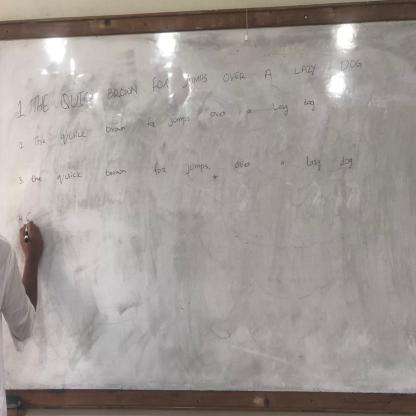 1 THE QUICK BROWN FOX JUMPS OVER A LAZY DOG
2 The quick brown fox jumps over a Lazy dog
3 the quick brown fox jumps, over a lazy dog
4